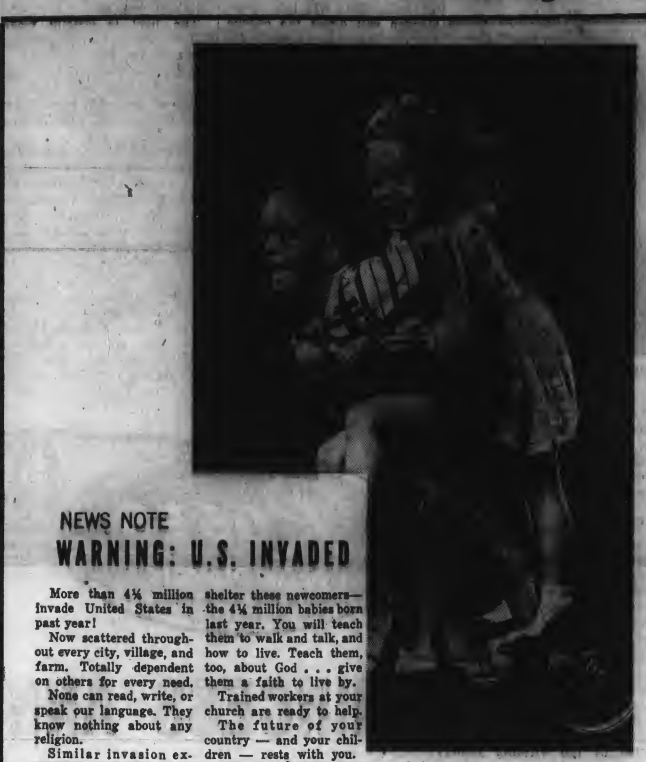 NEWS NOTE
WARNING: U.S. INVADED
More than 4¼ million
invade United States in
past year!
Now scattered through-
out every city, village, and
farm. Totally dependent
on others for every need.
None can read, write, or
speak our language. They
know nothing about any
religion.
Similar invasion ex-
shelter these newcomers—
the 4¼ million babies born
last year. You will teach
them to walk and talk, and
how to live. Teach them,
too, about God . . . give
them a faith to live by.
Trained workers at your
church are ready to help.
The future of your
country — and your chil-
dren — rests with you.